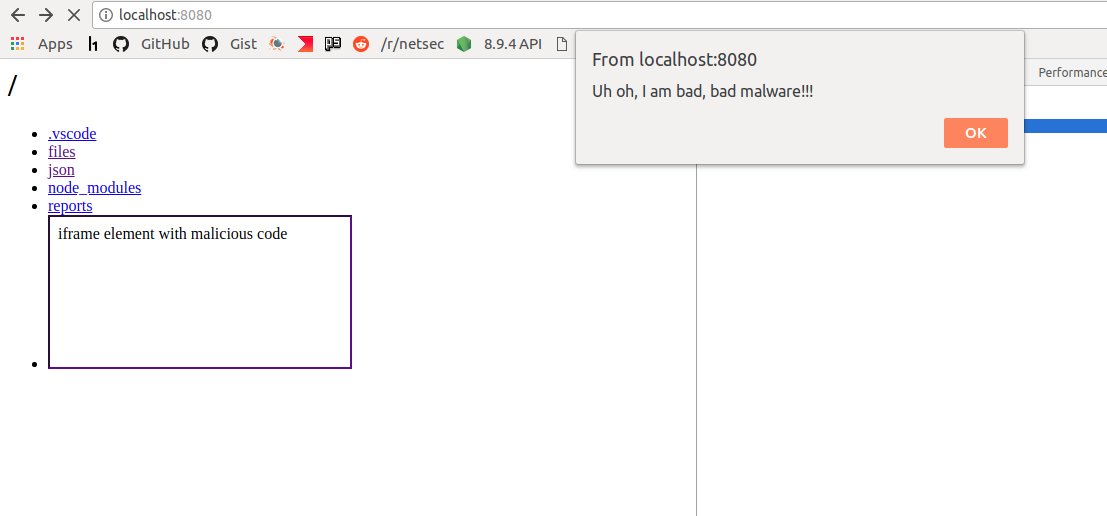 localhost:8080
Apps GitHub Gist /r/netsec 8.9.4 API
From localhost:8080
Uh oh, I am bad, bad malware!!!
OK
Performance
/
.vscode
files
json
node_modules
reports
iframe element with malicious code